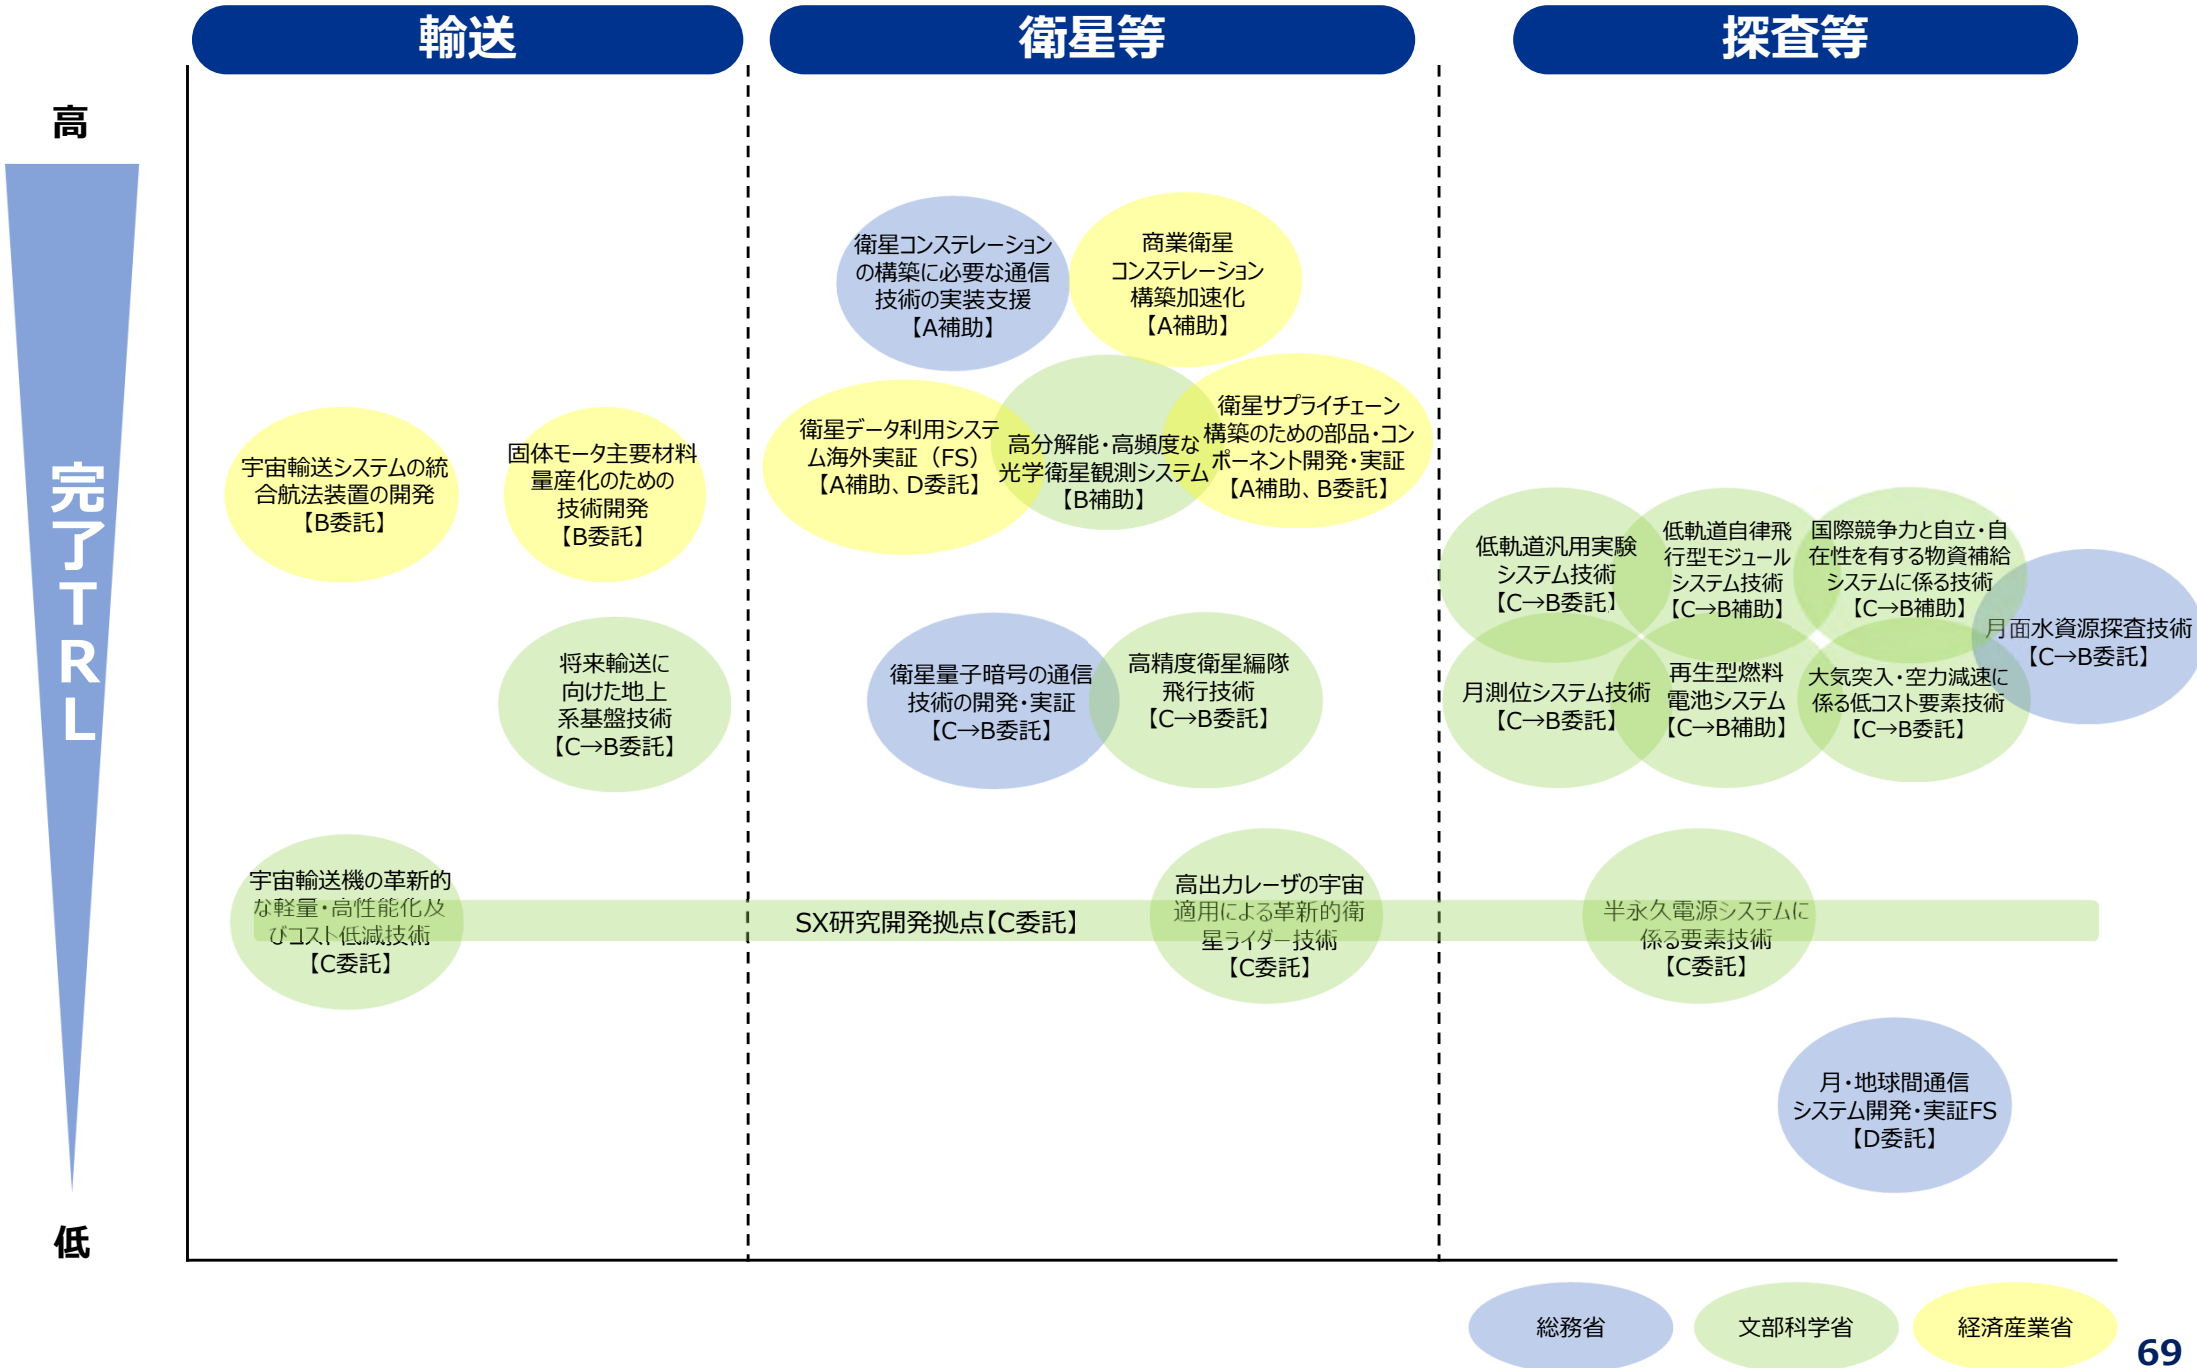 輸送
衛星等
探査等
高
完了TRL
低
衛星コンステレーション
の構築に必要な通信
技術の実装支援
【A補助】
商業衛星
コンステレーション
構築加速化
【A補助】
宇宙輸送システムの統
合航法装置の開発
【B委託】
固体モータ主要材料
量産化のための
技術開発
【B委託】
衛星データ利用システ
ム海外実証（FS）
【A補助、D委託】
高分解能・高頻度な
光学衛星観測システム
【B補助】
衛星サプライチェーン
構築のための部品・コン
ポーネント開発・実証
【A補助、B委託】
低軌道汎用実験
システム技術
【C→B委託】
低軌道自律飛
行型モジュール
システム技術
【C→B補助】
国際競争力と自立・自
在性を有する物資補給
システムに係る技術
【C→B補助】
月面水資源探査技術
【C→B委託】
将来輸送に
向けた地上
系基盤技術
【C→B委託】
衛星量子暗号の通信
技術の開発・実証
【C→B委託】
高精度衛星編隊
飛行技術
【C→B委託】
月測位システム技術
【C→B委託】
再生型燃料
電池システム
【C→B補助】
大気突入・空力減速に
係る低コスト要素技術
【C→B委託】
宇宙輸送機の革新的
な軽量・高性能化及
びコスト低減技術
【C委託】
SX研究開発拠点【C委託】
高出力レーザの宇宙
適用による革新的衛
星ライダー技術
【C委託】
半永久電源システムに
係る要素技術
【C委託】
月・地球間通信
システム開発・実証FS
【D委託】
総務省
文部科学省
経済産業省
69